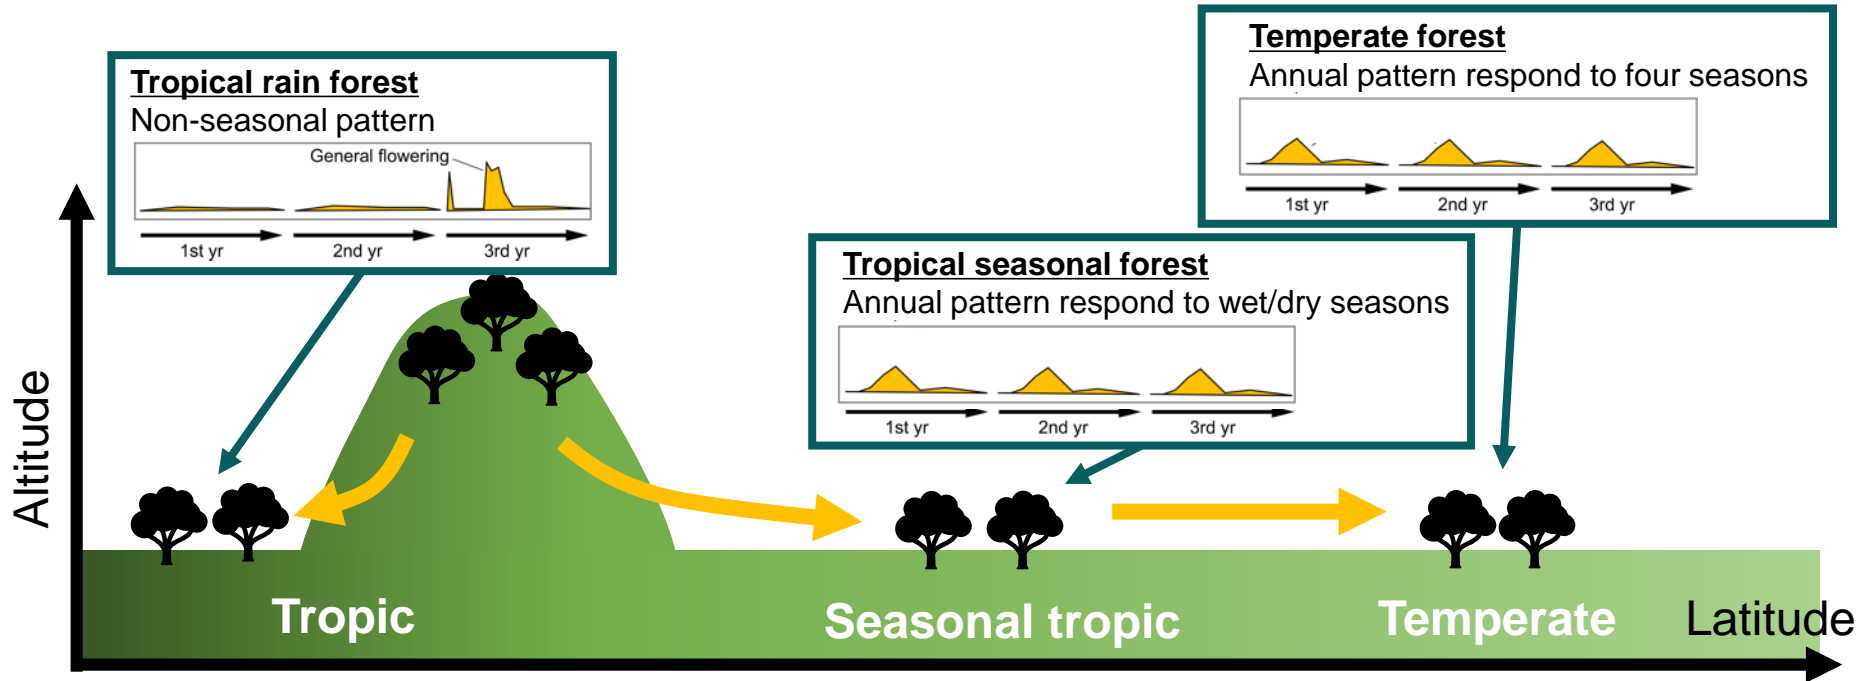 Tropical rain forest
Non-seasonal pattern
General flowering
1st yr
2nd yr
3rd yr
Temperate forest
Annual pattern respond to four seasons
1st yr
2nd yr
3rd yr
Tropical seasonal forest
Annual pattern respond to wet/dry seasons
1st yr
2nd yr
3rd yr
Altitude
Tropic
Seasonal tropic
Temperate
Latitude